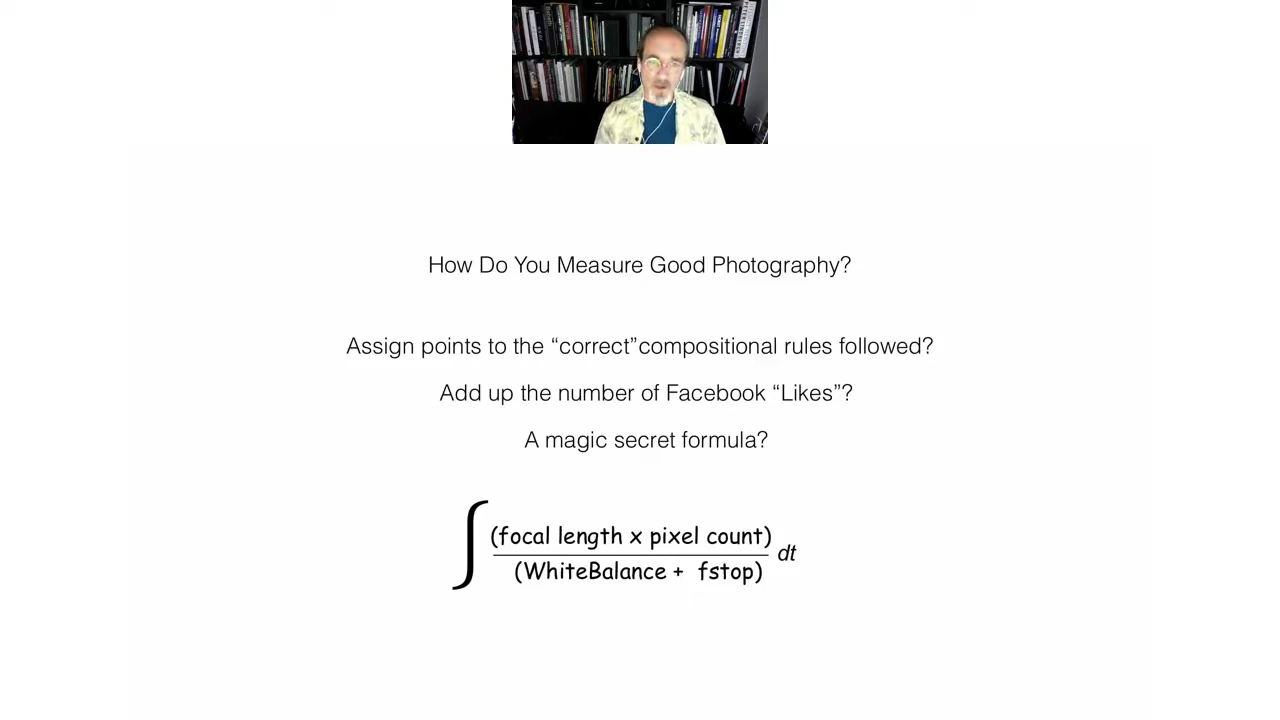 How Do You Measure Good Photography?
Assign points to the “correct”compositional rules followed?
Add up the number of Facebook “Likes”?
A magic secret formula?
∫ (focal length x pixel count)
(WhiteBalance + fstop) dt